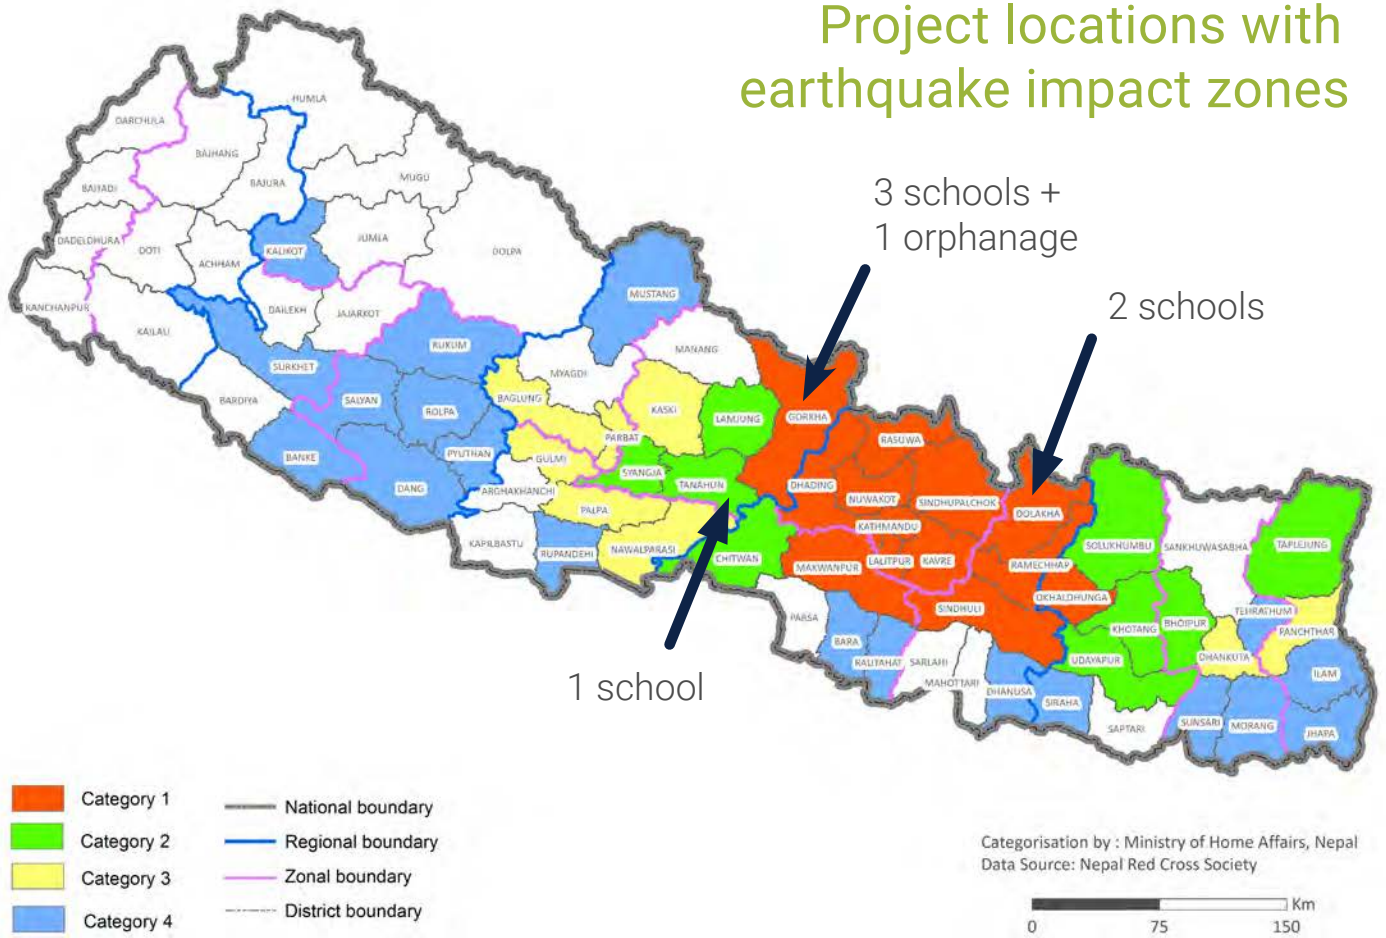 Project locations with
earthquake impact zones
3 schools +
1 orphanage
2 schools
1 school
HUMLA
DARCHULA
BAJHANG
BAJURA
MUGU
BAITADI
DADELDHURA
DOTI
ACHHAM
KALIKOT
JUMLA
DOLPA
KANCHANPUR
KAILALI
DAILEKH
JAJARKOT
MUSTANG
RUKUM
SURKHET
MANANG
MYAGDI
BARDIYA
SALYAN
ROLPA
BAGLUNG
KASKI
LAMJUNG
GORKHA
PARBAT
RASUWA
BANKE
PYUTHAN
GULMI
SYANGJA
TANAHUN
DHADING
DANG
ARGHAKHANCHI
NUWAKOT
SINDHUPALCHOK
DOLAKHA
PALPA
KATHMANDU
KAPILBASTU
RUPANDEHI
NAWALPARASI
CHITWAN
MAKWANPUR
LALITPUR
KAVRE
RAMECHHAP
SOLUKHUMBU
SANKHUWASABHA
TAPLEJUNG
OKHALDHUNGA
SINDHULI
PARSA
BARA
RAUTAHAT
SARLAHI
MAHOTTARI
DHANUSA
SIRAHA
KHOTANG
BHOJPUR
TEHRATHUM
PANCHTHAR
DHANKUTA
UDAYAPUR
ILAM
SAPTARI
SUNSARI
MORANG
JHAPA
Category 1
Category 2
Category 3
Category 4
National boundary
Regional boundary
Zonal boundary
District boundary
Categorisation by : Ministry of Home Affairs, Nepal
Data Source: Nepal Red Cross Society
Km
0 75 150